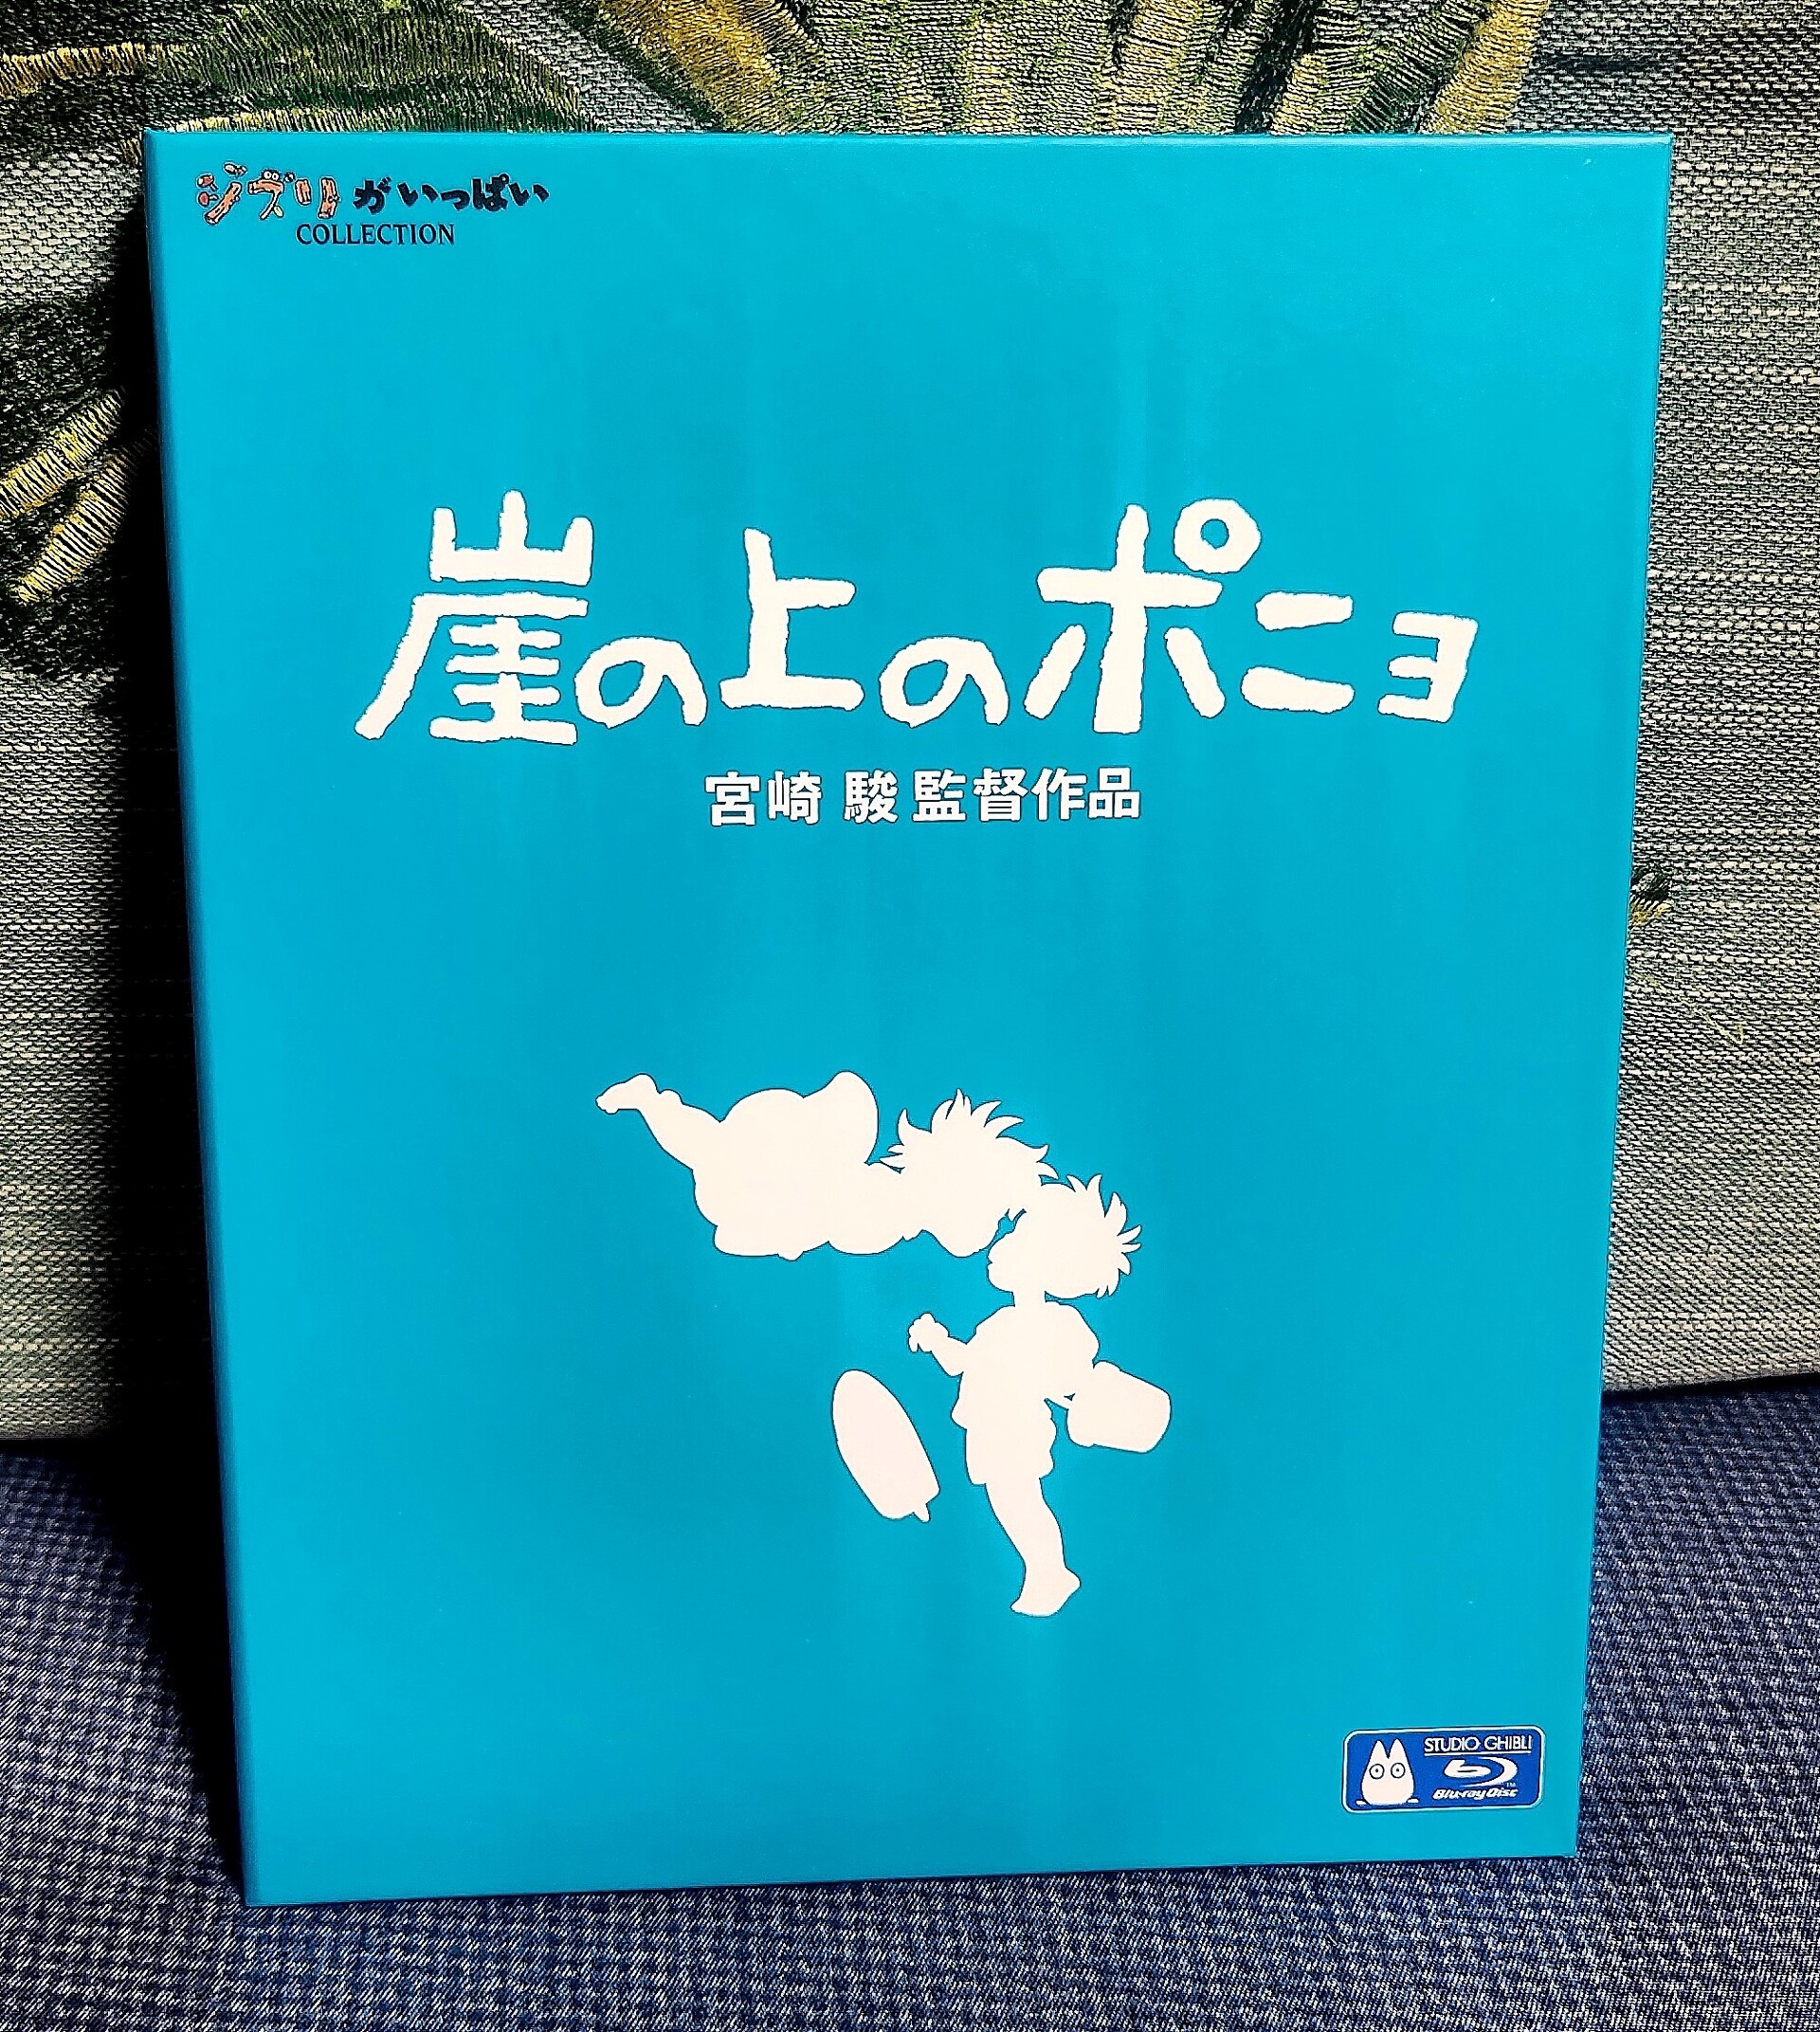 ジブリがいっぱい
COLLECTION
崖の上のポニョ
宮崎 駿 監督作品
STUDIO GHIBLI
Blu-ray Disc
TM